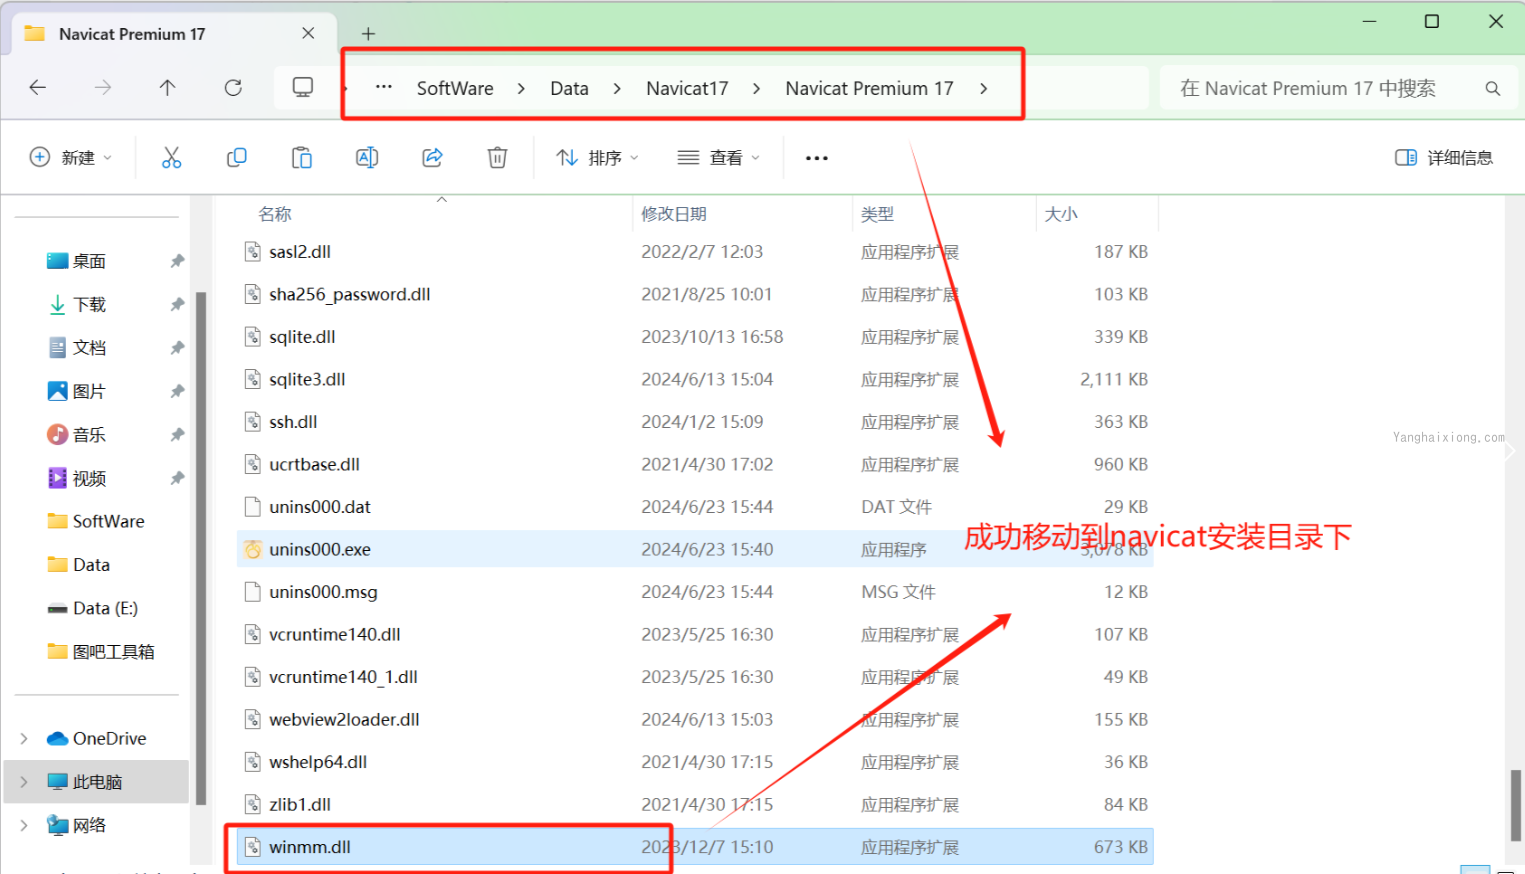 Navicat Premium 17
SoftWare Data Navicat17 Navicat Premium 17
在 Navicat Premium 17 中搜索
新建 排序 查看 详细信息
名称 修改日期 类型 大小
sasl2.dll 2022/2/7 12:03 应用程序扩展 187 KB
桌面
sha256_password.dll 2021/8/25 10:01 应用程序扩展 103 KB
下载
sqlite.dll 2023/10/13 16:58 应用程序扩展 339 KB
文档
sqlite3.dll 2024/6/13 15:04 应用程序扩展 2,111 KB
图片
ssh.dll 2024/1/2 15:09 应用程序扩展 363 KB
音乐
Yanghaixiong.com
ucrtbase.dll 2021/4/30 17:02 应用程序扩展 960 KB
视频
unins000.dat 2024/6/23 15:44 DAT 文件 29 KB
SoftWare
成功移动到navicat安装目录下
unins000.exe 2024/6/23 15:40 应用程序 3,078 KB
Data
unins000.msg 2024/6/23 15:44 MSG 文件 12 KB
Data (E:)
vcruntime140.dll 2023/5/25 16:30 应用程序扩展 107 KB
图吧工具箱
vcruntime140_1.dll 2023/5/25 16:30 应用程序扩展 49 KB
webview2loader.dll 2024/6/13 15:03 应用程序扩展 155 KB
OneDrive
wshelp64.dll 2021/4/30 17:15 应用程序扩展 36 KB
此电脑
zlib1.dll 2021/4/30 17:15 应用程序扩展 84 KB
网络
winmm.dll 2023/12/7 15:10 应用程序扩展 673 KB